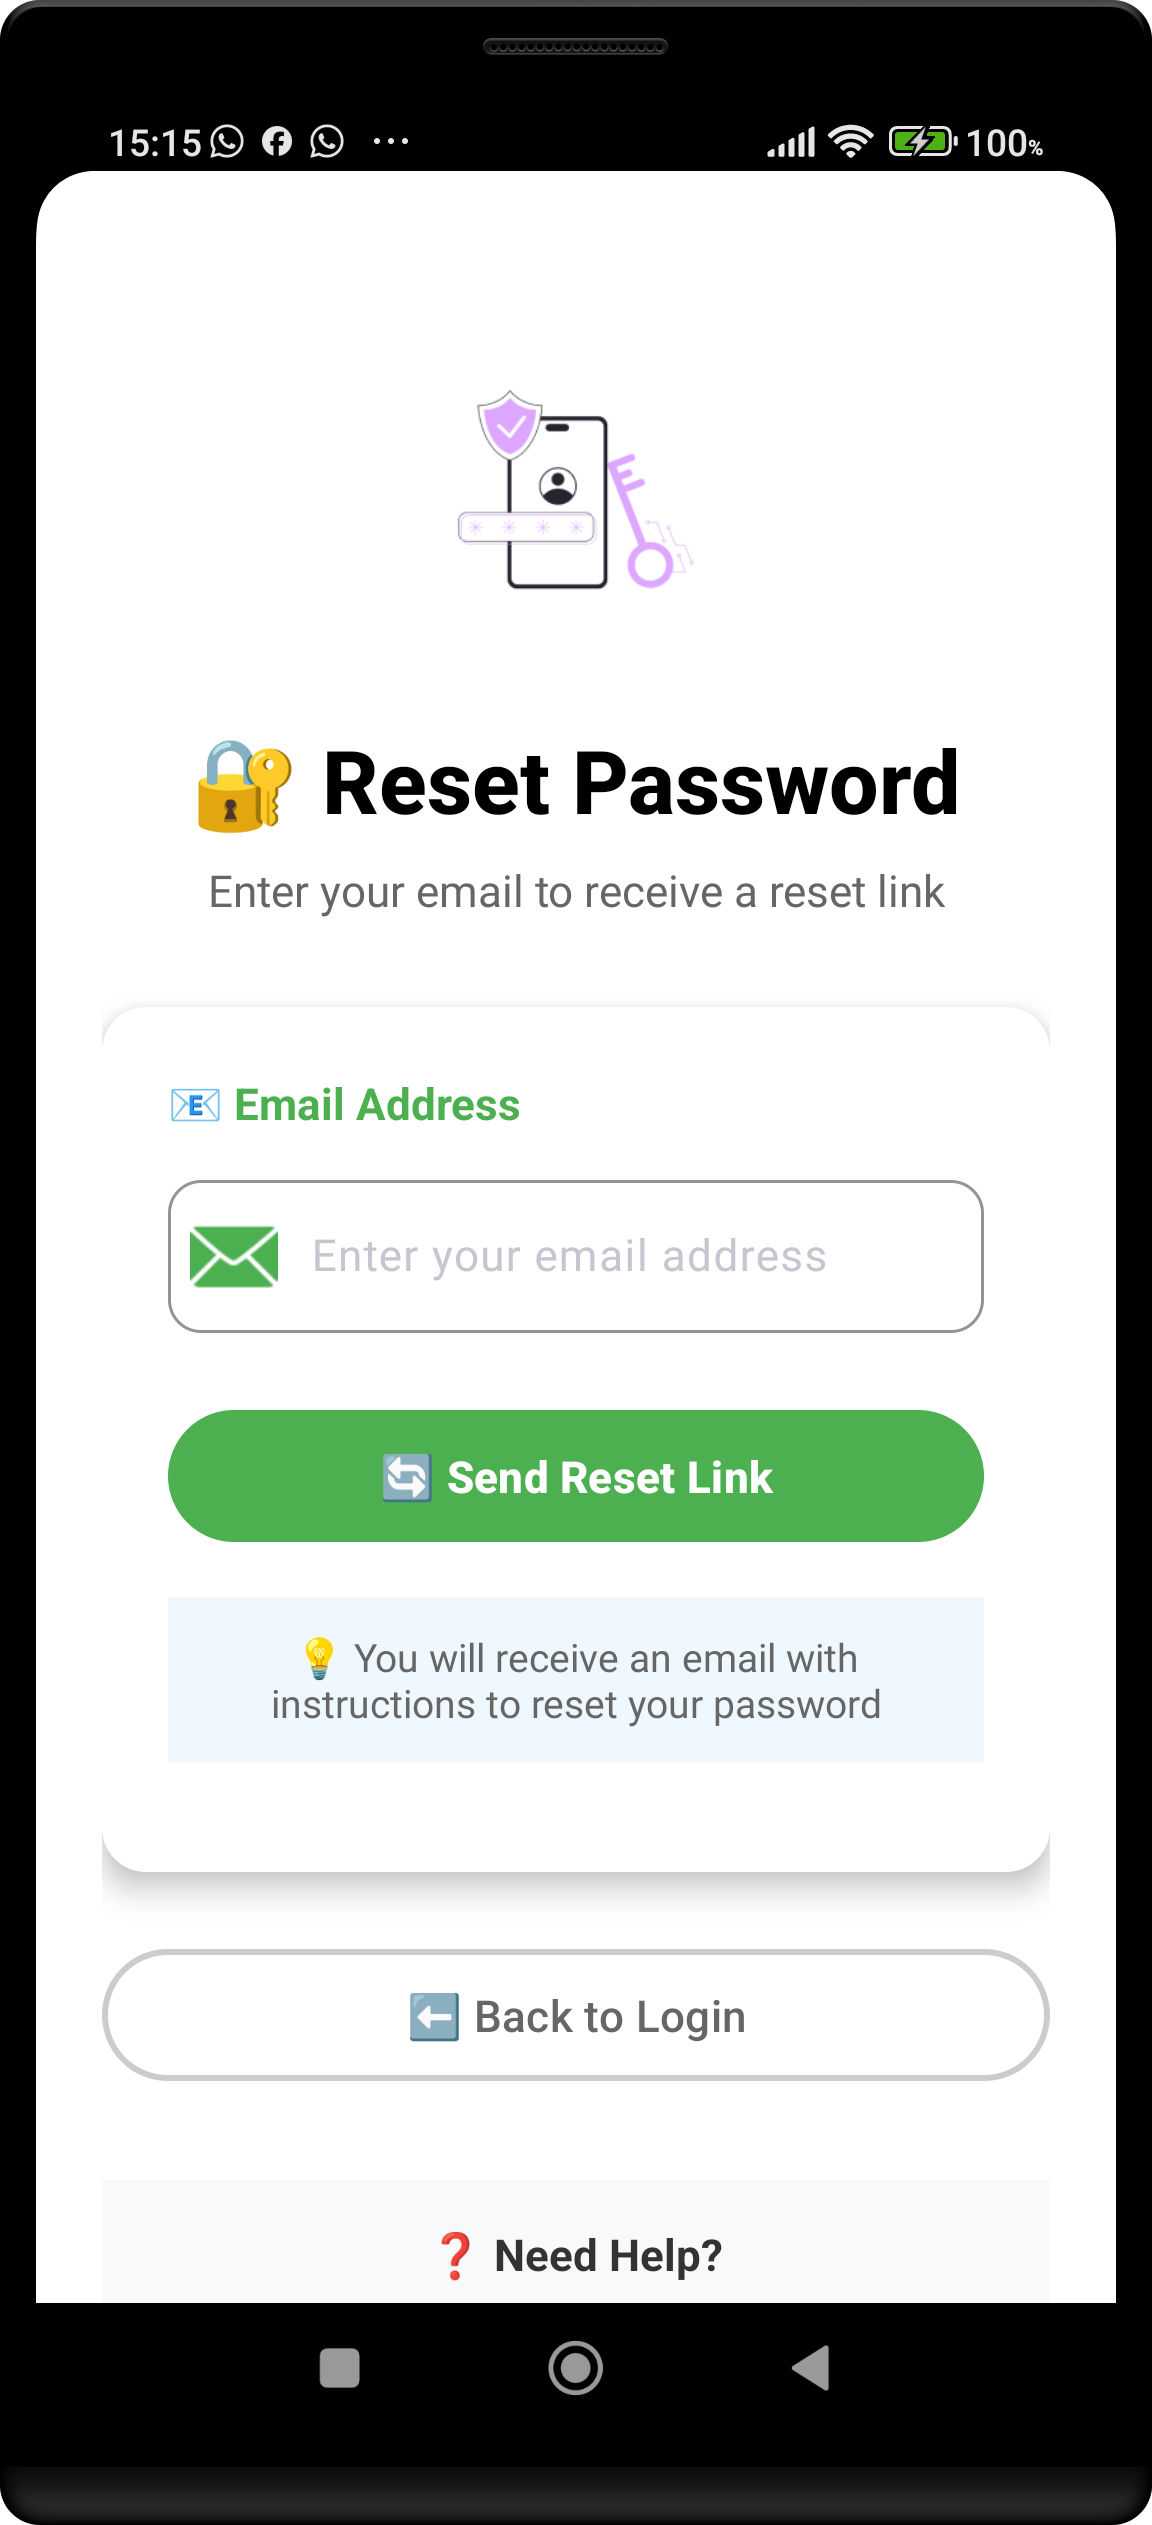 15:15 100%
🔐 Reset Password
Enter your email to receive a reset link
📧 Email Address
Enter your email address
🔄 Send Reset Link
💡 You will receive an email with
instructions to reset your password
⬅️ Back to Login
❓ Need Help?